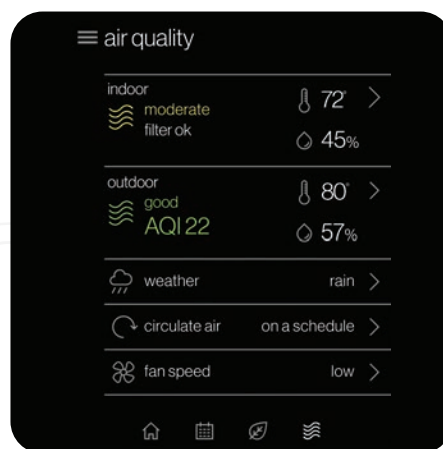 air quality
indoor
moderate
filter ok
72°
45%
outdoor
good
AQI 22
80°
57%
weather rain
circulate air on a schedule
fan speed low